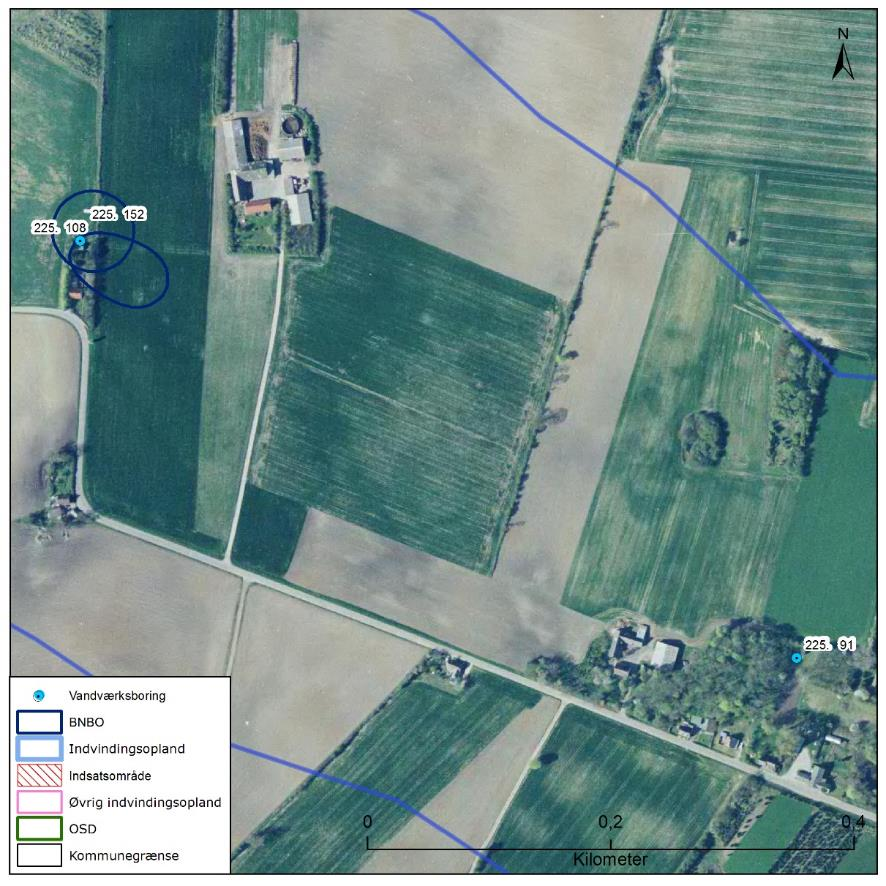 N
225. 152
225. 108
225. 91
Vandværksboring
BNBO
Indvindingsopland
Indsatsområde
Øvrig indvindingsopland
OSD
Kommunegrænse
0 0,2 0,4
Kilometer